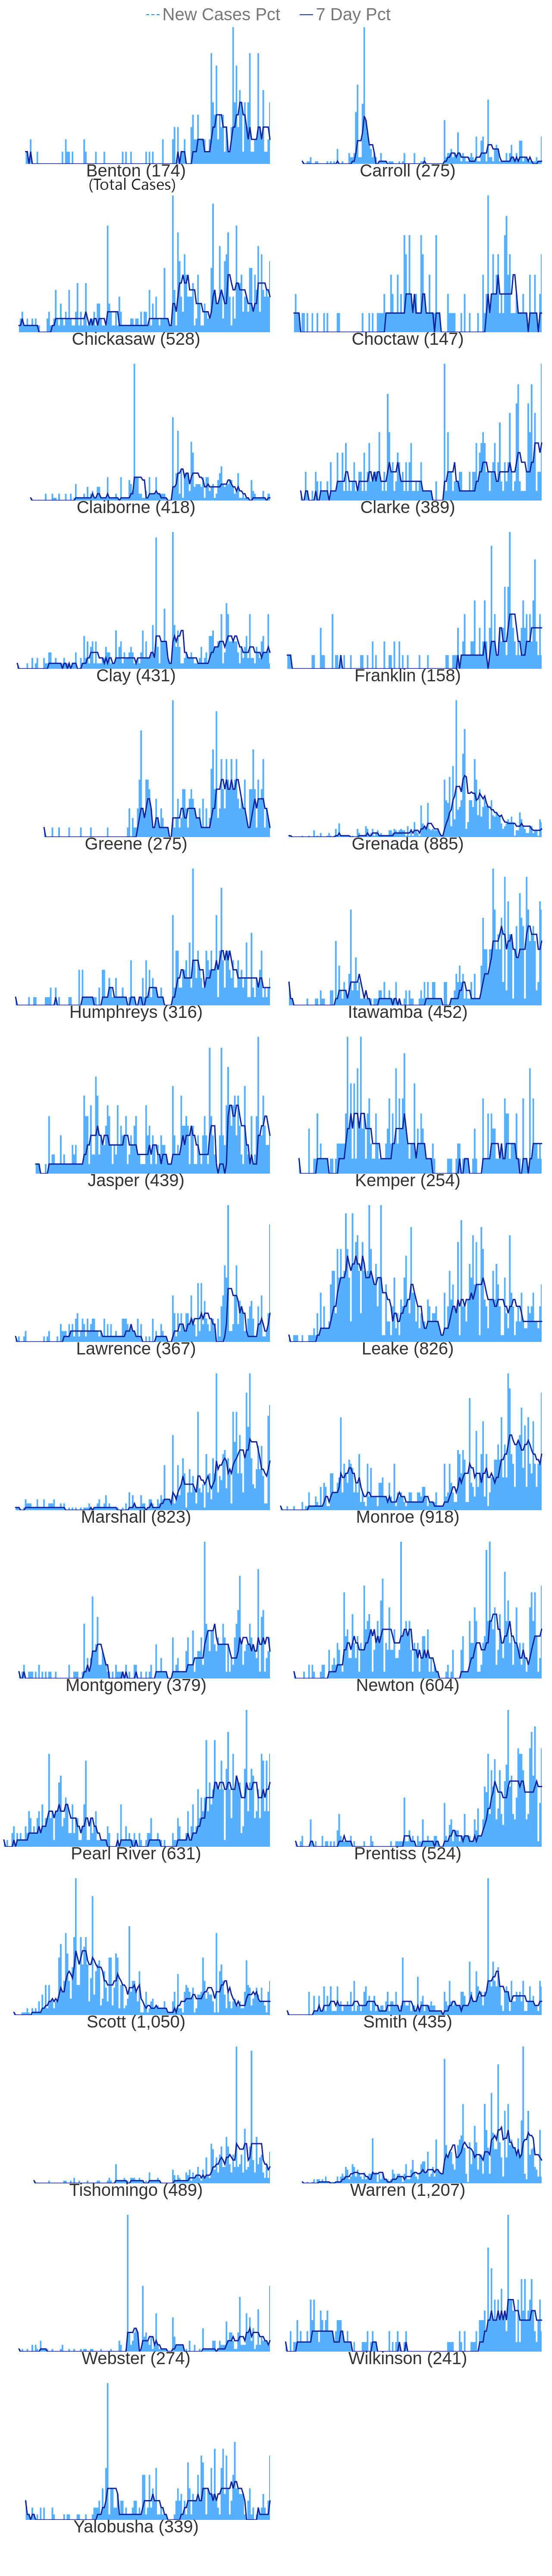 New Cases Pct 7 Day Pct
Benton (174) Carroll (275)
(Total Cases)
Chickasaw (528) Choctaw (147)
Claiborne (418) Clarke (389)
Clay (431) Franklin (158)
Greene (275) Grenada (885)
Humphreys (316) Itawamba (452)
Jasper (439) Kemper (254)
Lawrence (367) Leake (826)
Marshall (823) Monroe (918)
Montgomery (379) Newton (604)
Pearl River (631) Prentiss (524)
Scott (1,050) Smith (435)
Tishomingo (489) Warren (1,207)
Webster (274) Wilkinson (241)
Yalobusha (339)